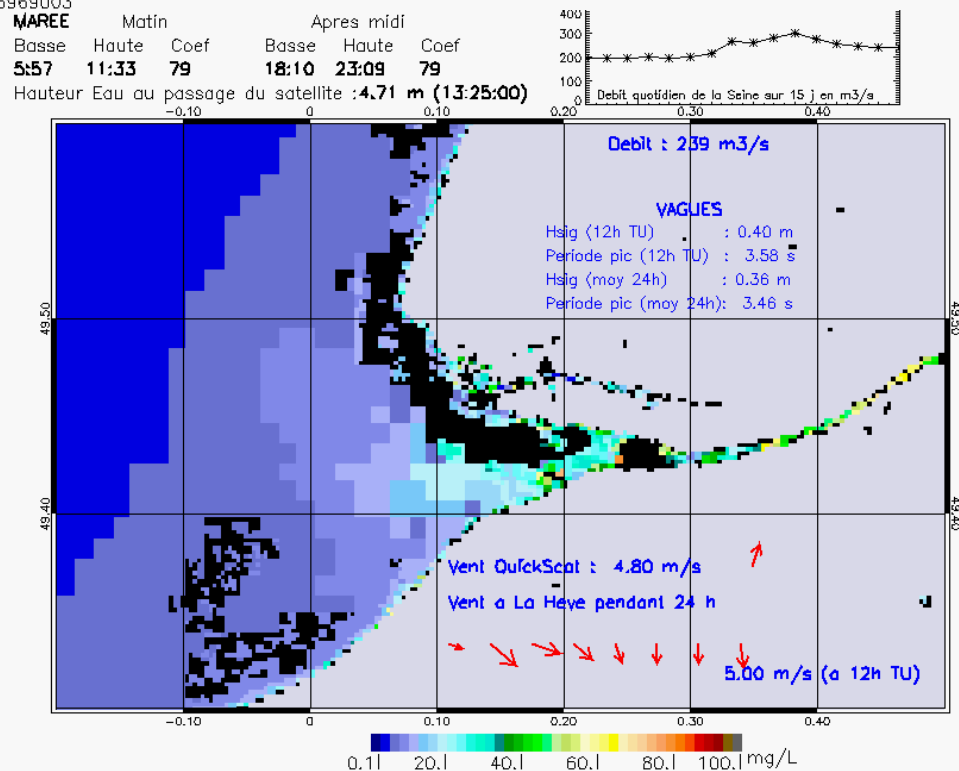 MAREE Matin Apres midi
Basse Haute Coef Basse Haute Coef
5:57 11:33 79 18:10 23:09 79
Hauteur Eau au passage du satellite :4.71 m (13:25:00)
400
300
200
100
0
Debit quotidien de la Seine sur 15 j en m3/s
-0.10 0 0.10 0.20 0.30 0.40
Debit : 239 m3/s
VAGUES
Hsig (12h TU) : 0.40 m
Periode pic (12h TU) : 3.58 s
Hsig (moy 24h) : 0.36 m
Periode pic (moy 24h): 3.46 s
49.50 49.50
49.40 49.40
Vent QuickScat : 4.80 m/s
Vent a La Heve pendant 24 h
5.00 m/s (a 12h TU)
-0.10 0 0.10 0.20 0.30 0.40
0.1 20. 40. 60. 80. 100. mg/L